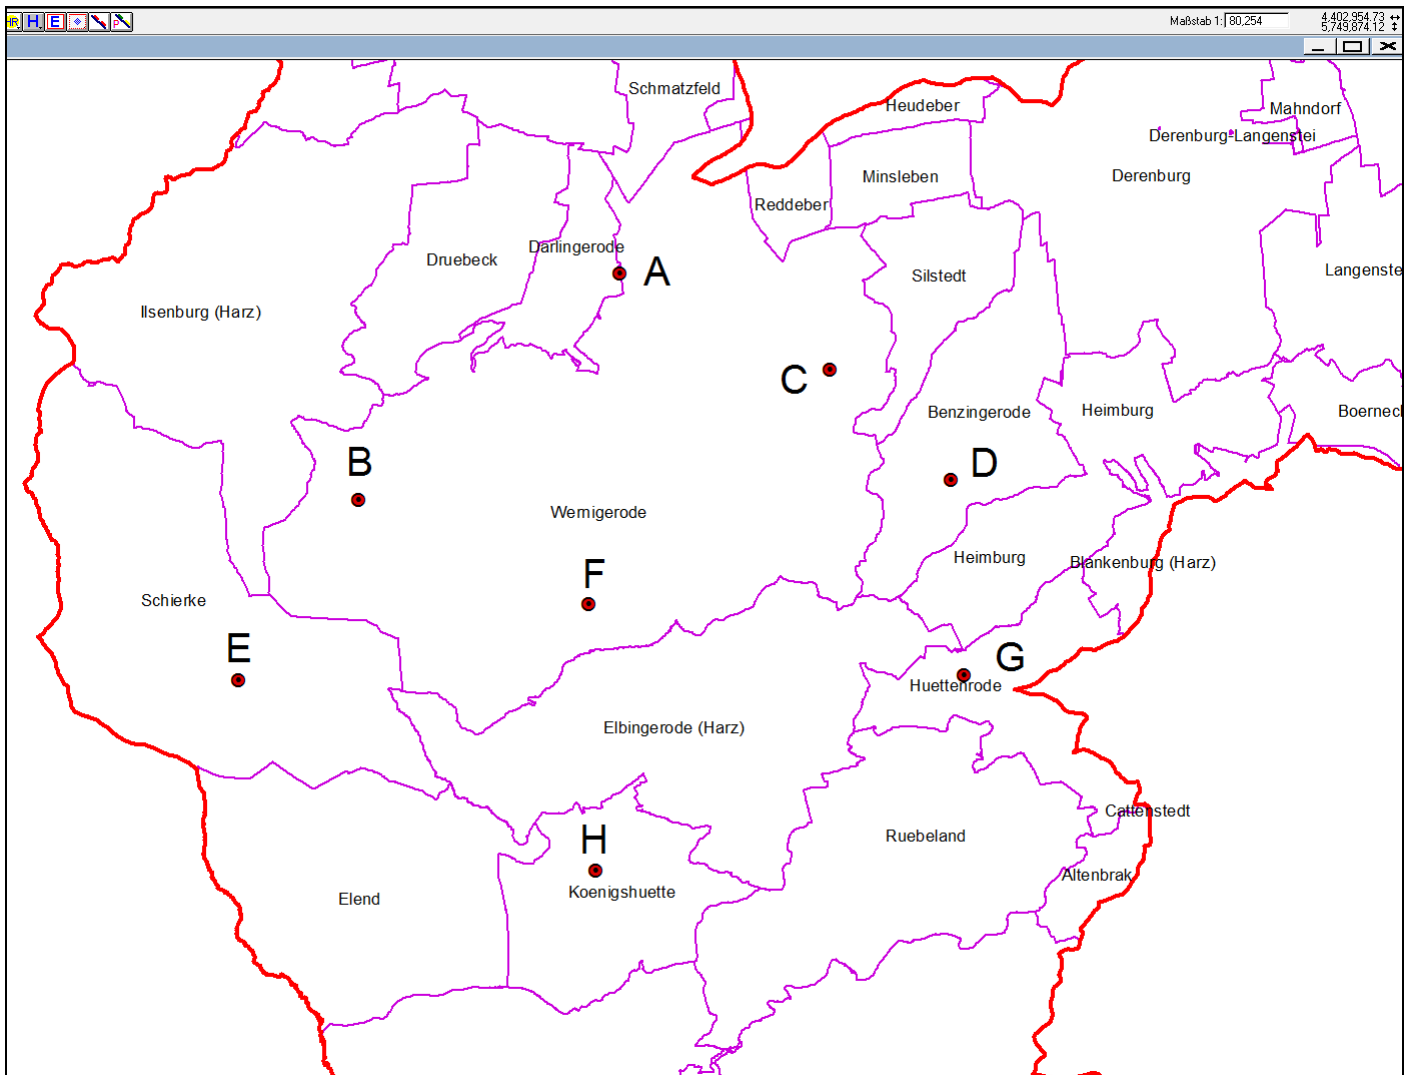 HR H. E P
Maßstab 1: 80,254
4,402,954.73
5,749,874.12
Schmatzfeld
Heudeber
Mahndorf
Derenburg-Langenstei
Minsleben
Derenburg
Reddeber
Darlingerode
Druebeck
A
Silstedt
Langenste
Ilsenburg (Harz)
C
Benzingerode
Heimburg
Boerneck
B
D
Wernigerode
Heimburg
Blankenburg (Harz)
F
Schierke
E
G
Huettenrode
Elbingerode (Harz)
Cattenstedt
Ruebeland
H
Altenbrak
Koenigshuette
Elend